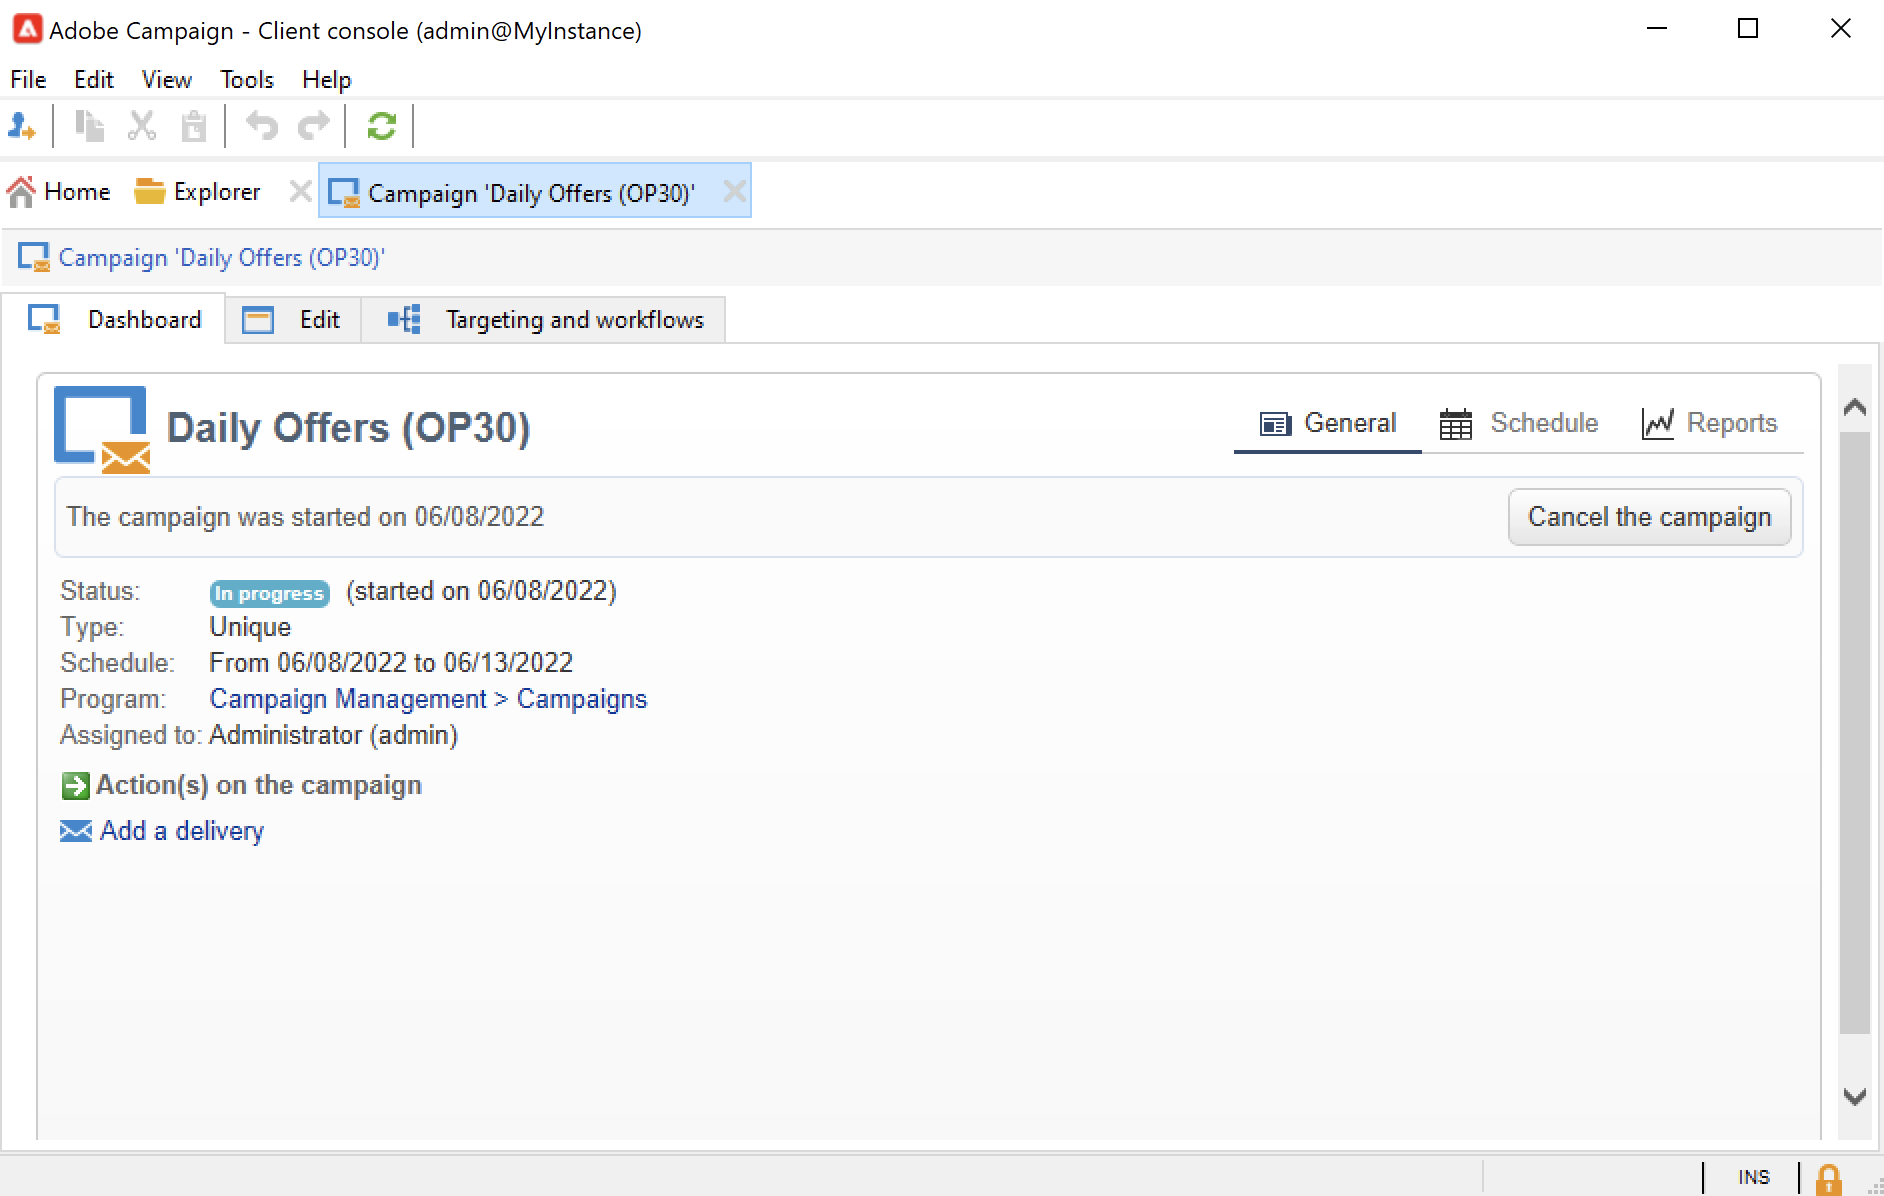 Adobe Campaign - Client console (admin@MyInstance)
File Edit View Tools Help
Home Explorer Campaign 'Daily Offers (OP30)'
Campaign 'Daily Offers (OP30)'
Dashboard Edit Targeting and workflows
Daily Offers (OP30) General Schedule Reports
The campaign was started on 06/08/2022 Cancel the campaign
Status: In progress (started on 06/08/2022)
Type: Unique
Schedule: From 06/08/2022 to 06/13/2022
Program: Campaign Management > Campaigns
Assigned to: Administrator (admin)
Action(s) on the campaign
Add a delivery
INS